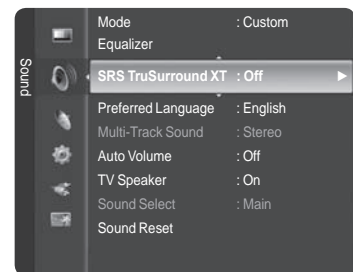 Sound
Mode : Custom
Equalizer
SRS TruSurround XT : Off
Preferred Language : English
Multi-Track Sound : Stereo
Auto Volume : Off
TV Speaker : On
Sound Select : Main
Sound Reset